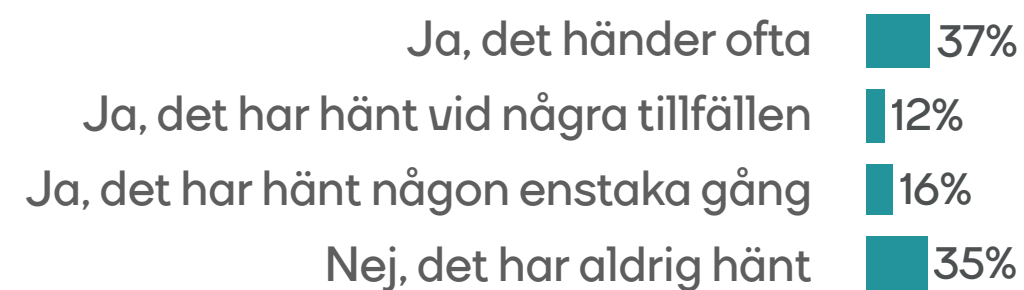 Ja, det händer ofta 37%
Ja, det har hänt vid några tillfällen 12%
Ja, det har hänt någon enstaka gång 16%
Nej, det har aldrig hänt 35%